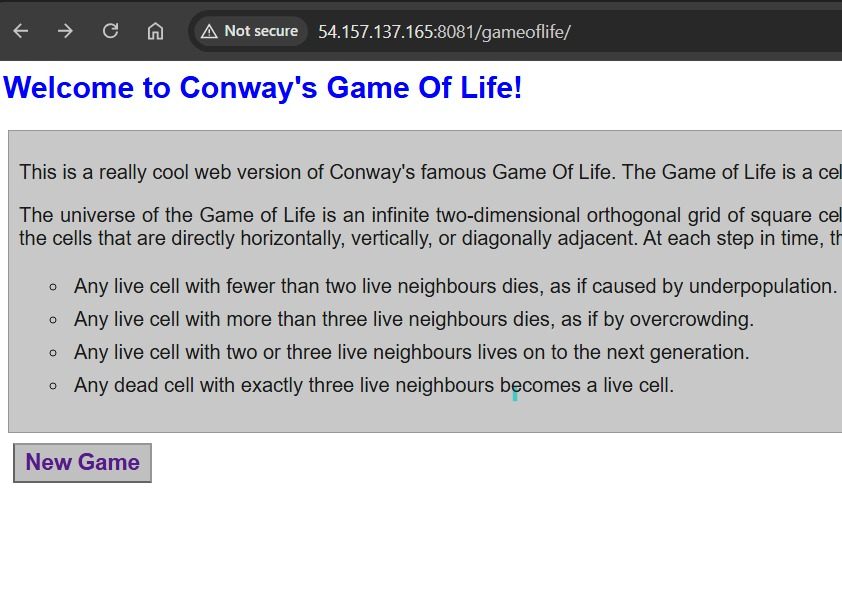 Not secure 54.157.137.165:8081/gameoflife/
Welcome to Conway's Game Of Life!
This is a really cool web version of Conway's famous Game Of Life. The Game of Life is a cel
The universe of the Game of Life is an infinite two-dimensional orthogonal grid of square cel
the cells that are directly horizontally, vertically, or diagonally adjacent. At each step in time, th
Any live cell with fewer than two live neighbours dies, as if caused by underpopulation.
Any live cell with more than three live neighbours dies, as if by overcrowding.
Any live cell with two or three live neighbours lives on to the next generation.
Any dead cell with exactly three live neighbours becomes a live cell.
New Game